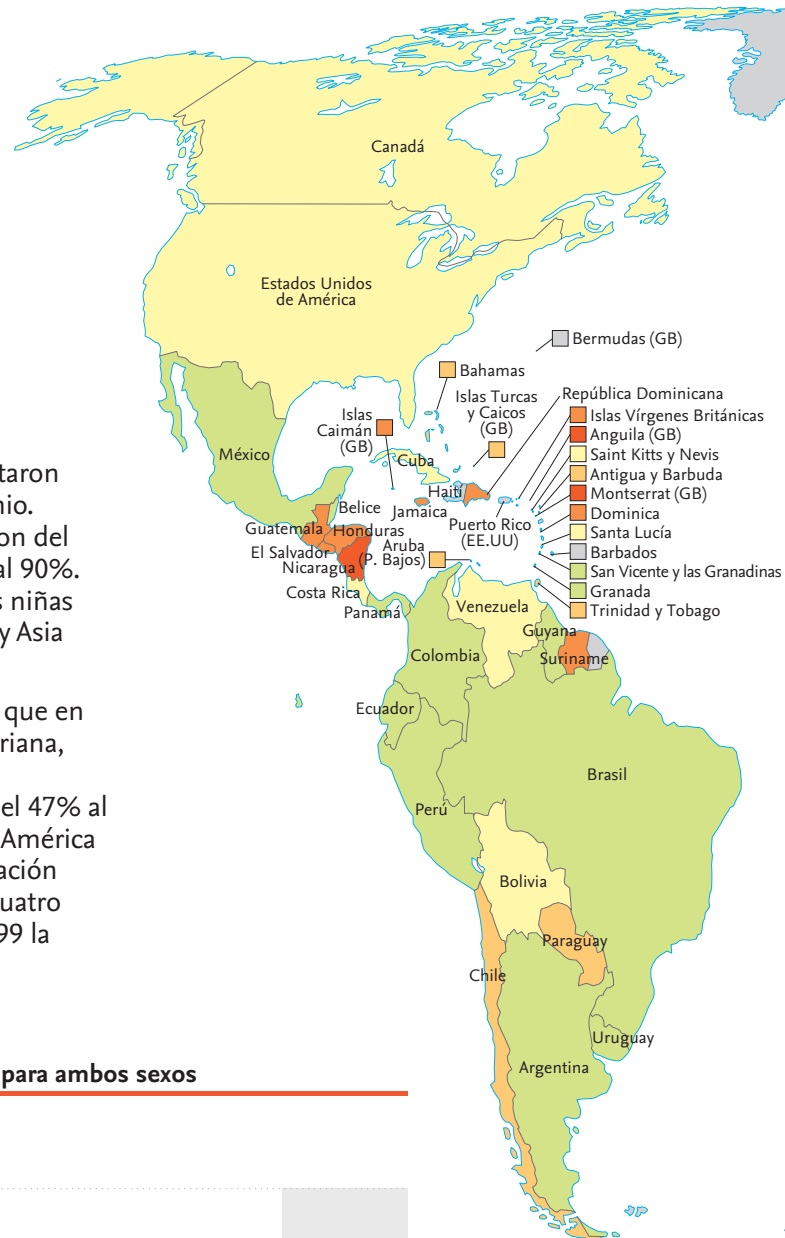 Canadá
Estados Unidos
de América
Bermudas (GB)
Bahamas
Islas Turcas
y Caicos
(GB)
República Dominicana
Islas
Caimán
(GB)
Islas Vírgenes Británicas
Anguila (GB)
Saint Kitts y Nevis
Antigua y Barbuda
Montserrat (GB)
Dominica
Santa Lucía
Barbados
San Vicente y las Granadinas
Granada
Trinidad y Tobago
México
Cuba
Haití
Jamaica
Puerto Rico
(EE.UU)
Belice
Guatemala
Honduras
El Salvador
Nicaragua
Aruba
(P. Bajos)
Costa Rica
Panamá
Venezuela
Guyana
Suriname
Colombia
Ecuador
Brasil
Perú
Bolivia
Paraguay
Chile
Uruguay
Argentina
taron
nio.
on del
al 90%.
s niñas
y Asia
que en
riana,
el 47% al
América
ación
uatro
99 la
para ambos sexos